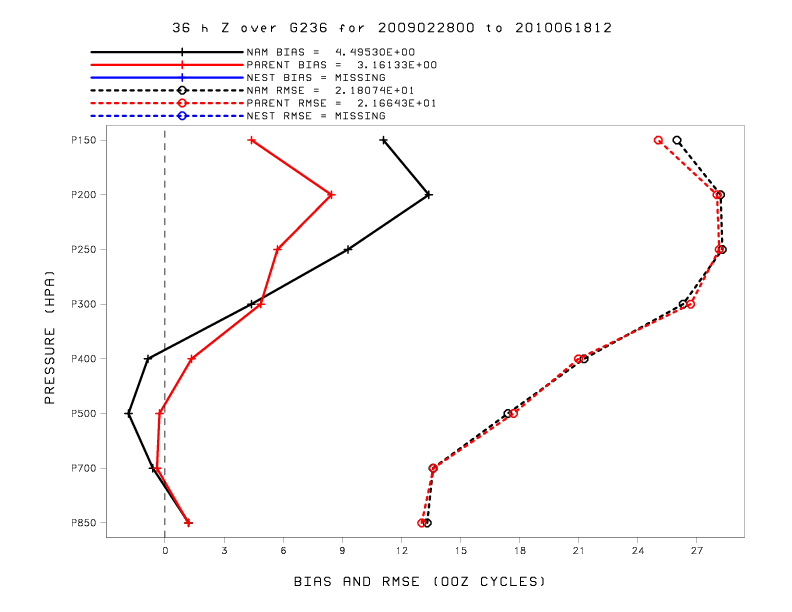 36 h Z over G236 for 2009022800 to 2010061812
NAM BIAS = 4.49530E+00
PARENT BIAS = 3.16133E+00
NEST BIAS = MISSING
NAM RMSE = 2.18074E+01
PARENT RMSE = 2.16643E+01
NEST RMSE = MISSING
P150
P200
P250
P300
P400
P500
P700
P850
PRESSURE (HPA)
0 3 6 9 12 15 18 21 24 27
BIAS AND RMSE (00Z CYCLES)